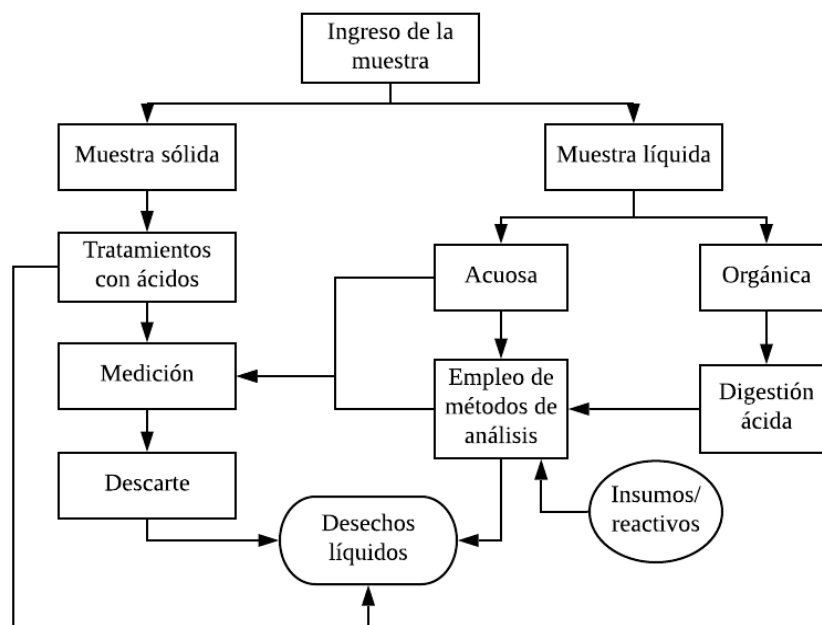 Ingreso de la
muestra
Muestra sólida
Muestra líquida
Tratamientos
con ácidos
Acuosa
Orgánica
Medición
Empleo de
métodos de
análisis
Digestión
ácida
Descarte
Desechos
líquidos
Insumos/
reactivos